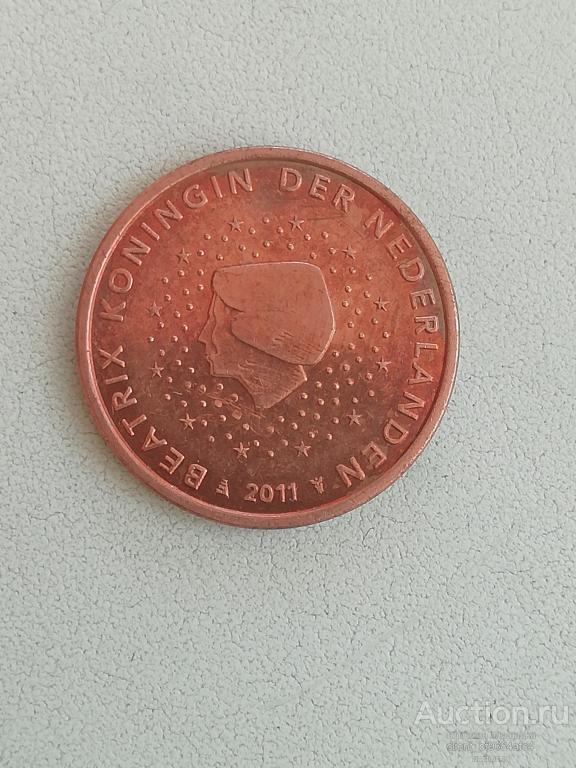 BEATRIX KONINGIN DER NEDERLANDEN
2011
Auction.ru